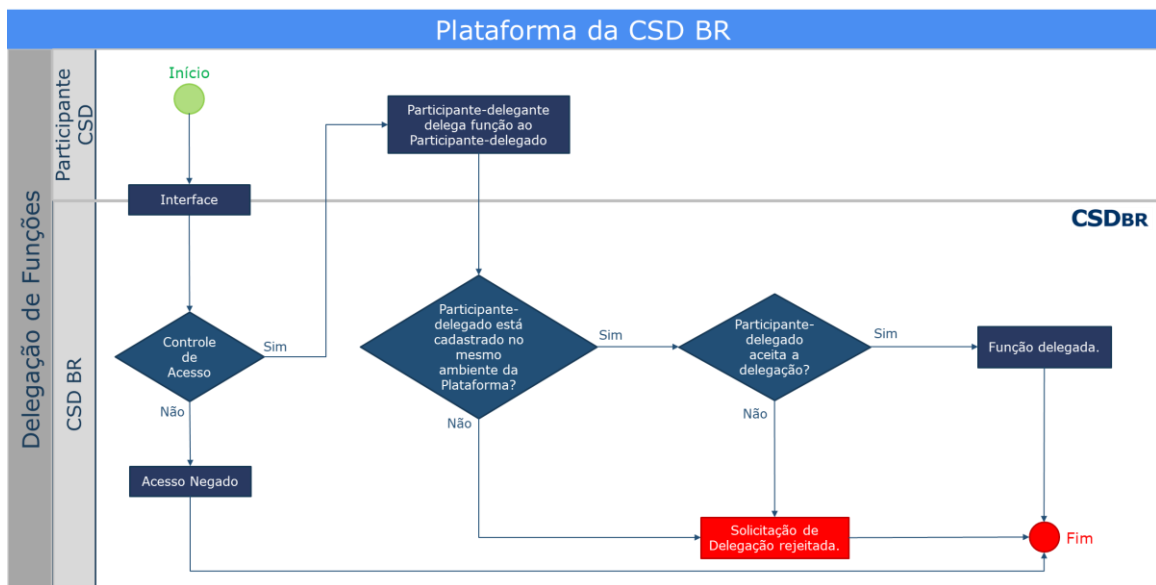 Plataforma da CSD BR
Delegação de Funções
Participante
CSD
CSD BR
Início
Participante-delegante
delega função ao
Participante-delegado
Interface
CSDBR
Controle
de
Acesso
Sim
Não
Participante-
delegado está
cadastrado no
mesmo
ambiente da
Plataforma?
Sim
Não
Participante-
delegado
aceita a
delegação?
Sim
Não
Função delegada.
Acesso Negado
Solicitação de
Delegação rejeitada.
Fim